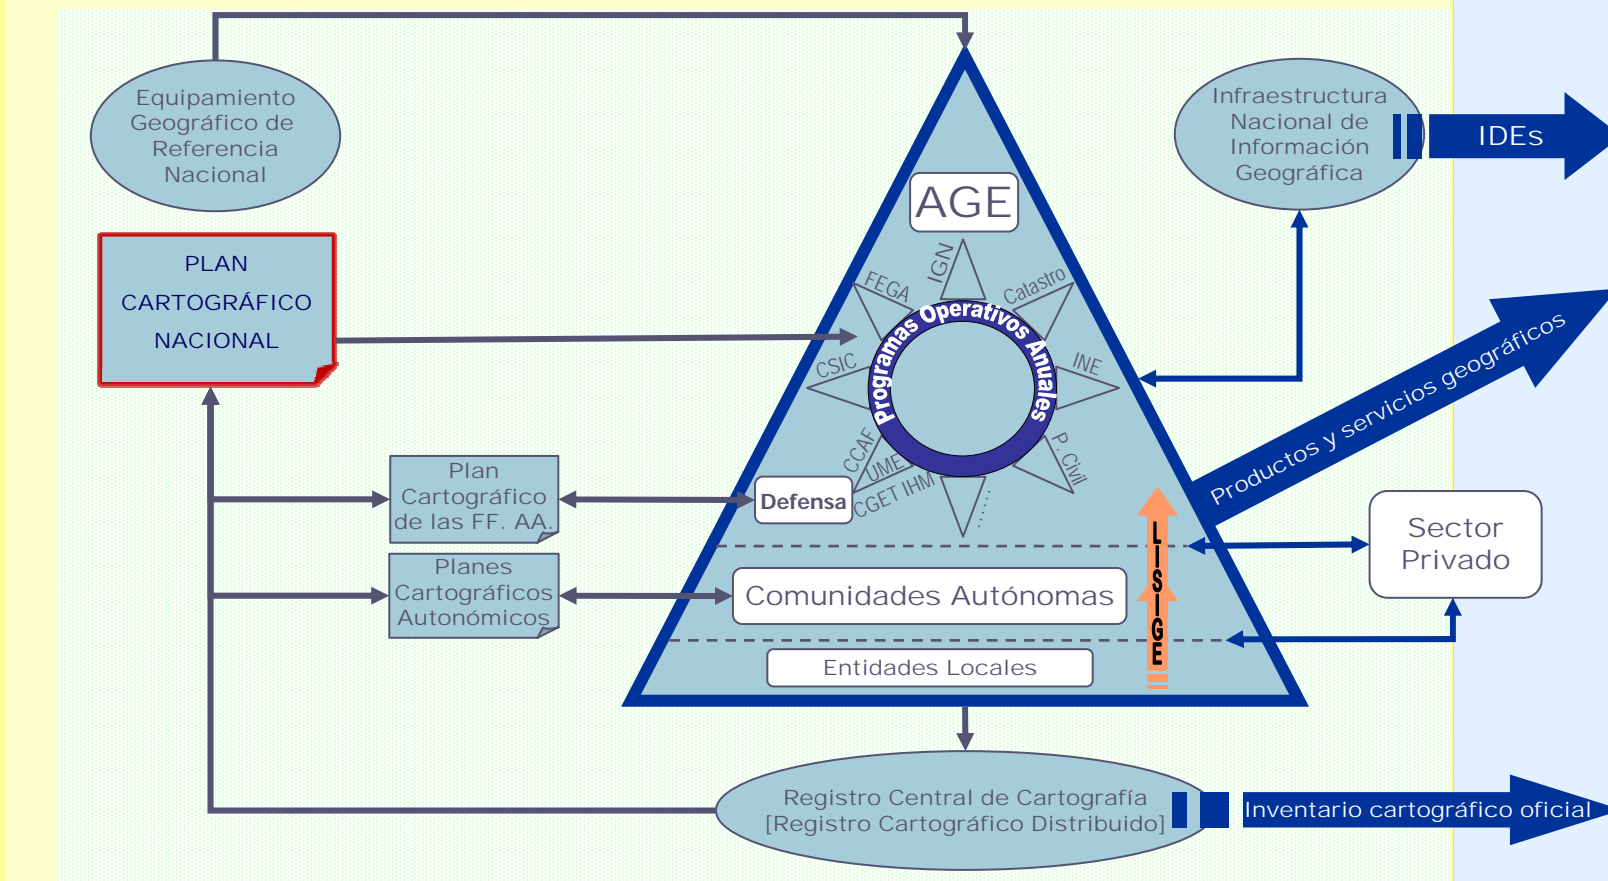 Equipamiento
Geográfico de
Referencia
Nacional
Infraestructura
Nacional de
Información
Geográfica
IDEs
AGE
PLAN
CARTOGRÁFICO
NACIONAL
IGN
FEGA
Catastro
Programas Operativos Anuales
CSIC
INE
CCAF
UME
CGET IHM
P. Civil
......
Productos y servicios geográficos
Plan
Cartográfico
de las FF. AA.
Defensa
LISIGE
Sector
Privado
Planes
Cartográficos
Autonómicos
Comunidades Autónomas
Entidades Locales
Registro Central de Cartografía
[Registro Cartográfico Distribuido]
Inventario cartográfico oficial